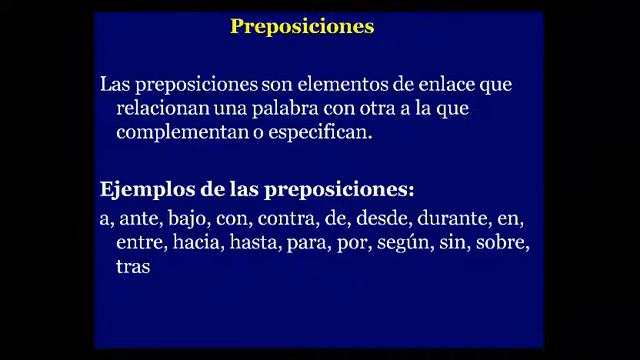 Preposiciones
Las preposiciones son elementos de enlace que
relacionan una palabra con otra a la que
complementan o especifican.
Ejemplos de las preposiciones:
a, ante, bajo, con, contra, de, desde, durante, en,
entre, hacia, hasta, para, por, según, sin, sobre,
tras